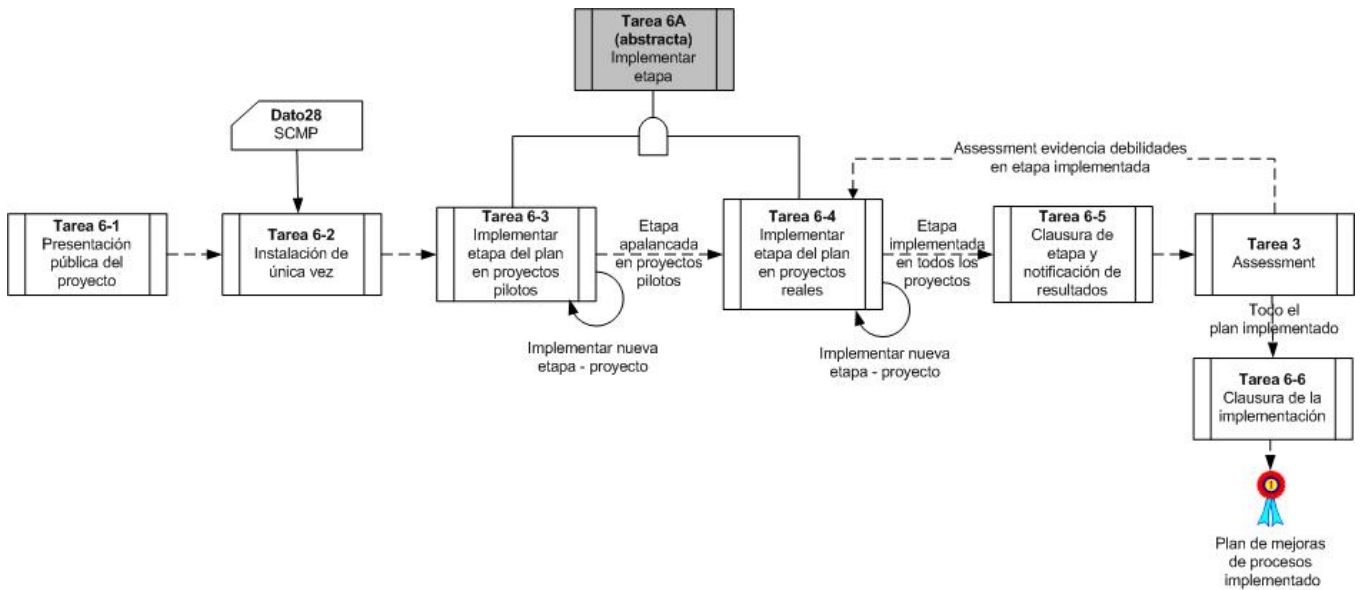 Tarea 6A
(abstracta)
Implementar
etapa
Dato28
SCMP
Assessment evidencia debilidades
en etapa implementada
Tarea 6-1
Presentación
pública del
proyecto
Tarea 6-2
Instalación de
única vez
Tarea 6-3
Implementar
etapa del plan
en proyectos
pilotos
Etapa
apalancada
en proyectos
pilotos
Tarea 6-4
Implementar
etapa del plan
en proyectos
reales
Etapa
implementada
en todos los
proyectos
Tarea 6-5
Clausura de
etapa y
notificación de
resultados
Tarea 3
Assessment
Implementar nueva
etapa - proyecto
Implementar nueva
etapa - proyecto
Todo el
plan implementado
Tarea 6-6
Clausura de la
implementación
1
Plan de mejoras
de procesos
implementado